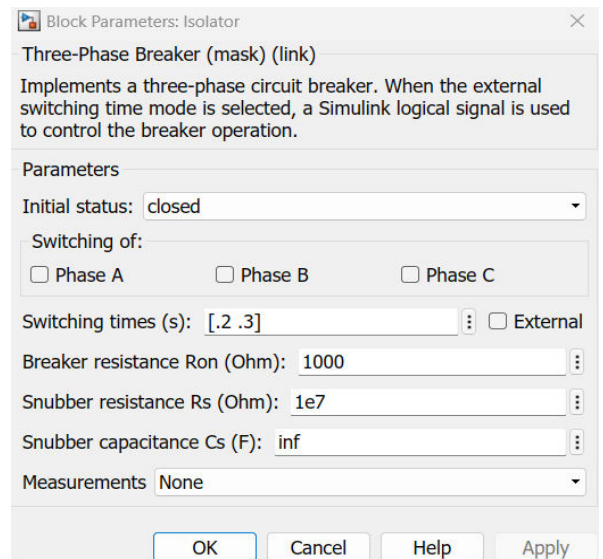 Block Parameters: Isolator
Three-Phase Breaker (mask) (link)
Implements a three-phase circuit breaker. When the external
switching time mode is selected, a Simulink logical signal is used
to control the breaker operation.
Parameters
Initial status: closed
Switching of:
Phase A Phase B Phase C
Switching times (s): [.2 .3] External
Breaker resistance Ron (Ohm): 1000
Snubber resistance Rs (Ohm): 1e7
Snubber capacitance Cs (F): inf
Measurements None
OK Cancel Help Apply